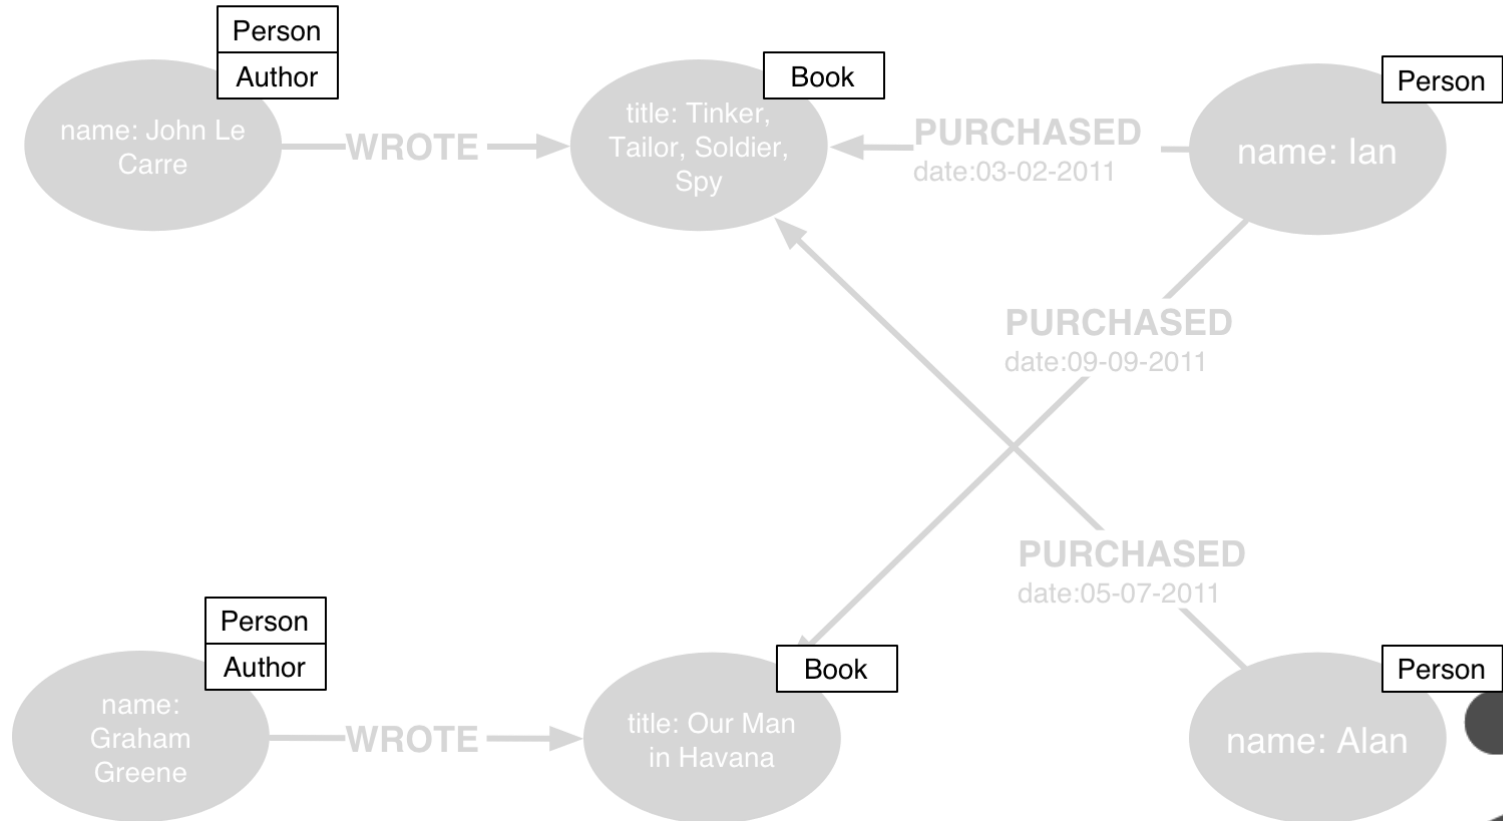 Person
Author
name: John Le
Carre
WROTE
Book
title: Tinker,
Tailor, Soldier,
Spy
PURCHASED
date:03-02-2011
Person
name: Ian
PURCHASED
date:09-09-2011
PURCHASED
date:05-07-2011
Person
Author
name:
Graham
Greene
WROTE
Book
title: Our Man
in Havana
Person
name: Alan